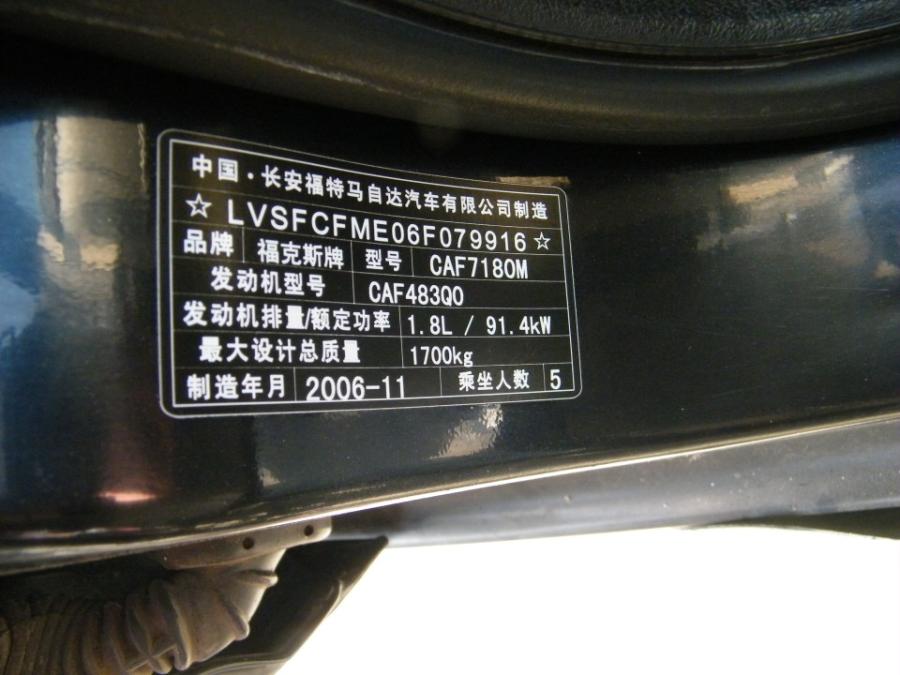 中国·长安福特马自达汽车有限公司制造
☆ LVSFCFME06F079916 ☆
品牌 福克斯牌 型号 CAF7180M
发动机型号 CAF483Q0
发动机排量/额定功率 1.8L / 91.4kW
最大设计总质量 1700kg
制造年月 2006-11 乘坐人数 5